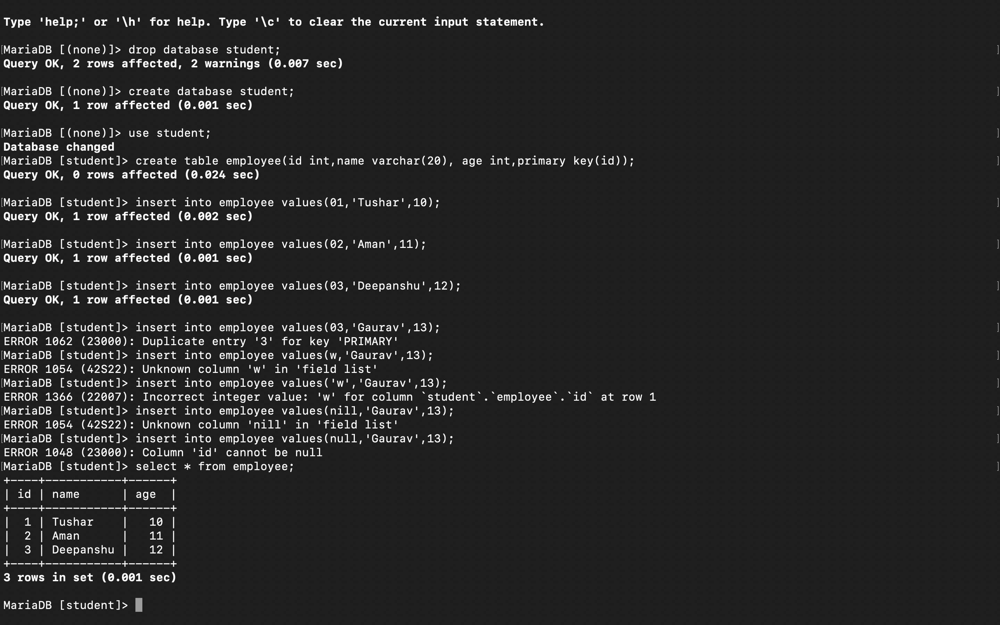 Type 'help;' or '\h' for help. Type '\c' to clear the current input statement.
[MariaDB [(none)]> drop database student; ]
Query OK, 2 rows affected, 2 warnings (0.007 sec)
[MariaDB [(none)]> create database student; ]
Query OK, 1 row affected (0.001 sec)
[MariaDB [(none)]> use student; ]
Database changed
[MariaDB [student]> create table employee(id int,name varchar(20), age int,primary key(id)); ]
Query OK, 0 rows affected (0.024 sec)
[MariaDB [student]> insert into employee values(01,'Tushar',10); ]
Query OK, 1 row affected (0.002 sec)
[MariaDB [student]> insert into employee values(02,'Aman',11); ]
Query OK, 1 row affected (0.001 sec)
[MariaDB [student]> insert into employee values(03,'Deepanshu',12); ]
Query OK, 1 row affected (0.001 sec)
[MariaDB [student]> insert into employee values(03,'Gaurav',13); ]
ERROR 1062 (23000): Duplicate entry '3' for key 'PRIMARY'
[MariaDB [student]> insert into employee values(w,'Gaurav',13); ]
ERROR 1054 (42S22): Unknown column 'w' in 'field list'
[MariaDB [student]> insert into employee values('w','Gaurav',13); ]
ERROR 1366 (22007): Incorrect integer value: 'w' for column `student`.`employee`.`id` at row 1
[MariaDB [student]> insert into employee values(nill,'Gaurav',13); ]
ERROR 1054 (42S22): Unknown column 'nill' in 'field list'
[MariaDB [student]> insert into employee values(null,'Gaurav',13); ]
ERROR 1048 (23000): Column 'id' cannot be null
[MariaDB [student]> select * from employee; ]
+----+-----------+------+
| id | name      | age  |
+----+-----------+------+
|  1 | Tushar    |   10 |
|  2 | Aman      |   11 |
|  3 | Deepanshu |   12 |
+----+-----------+------+
3 rows in set (0.001 sec)
MariaDB [student]>